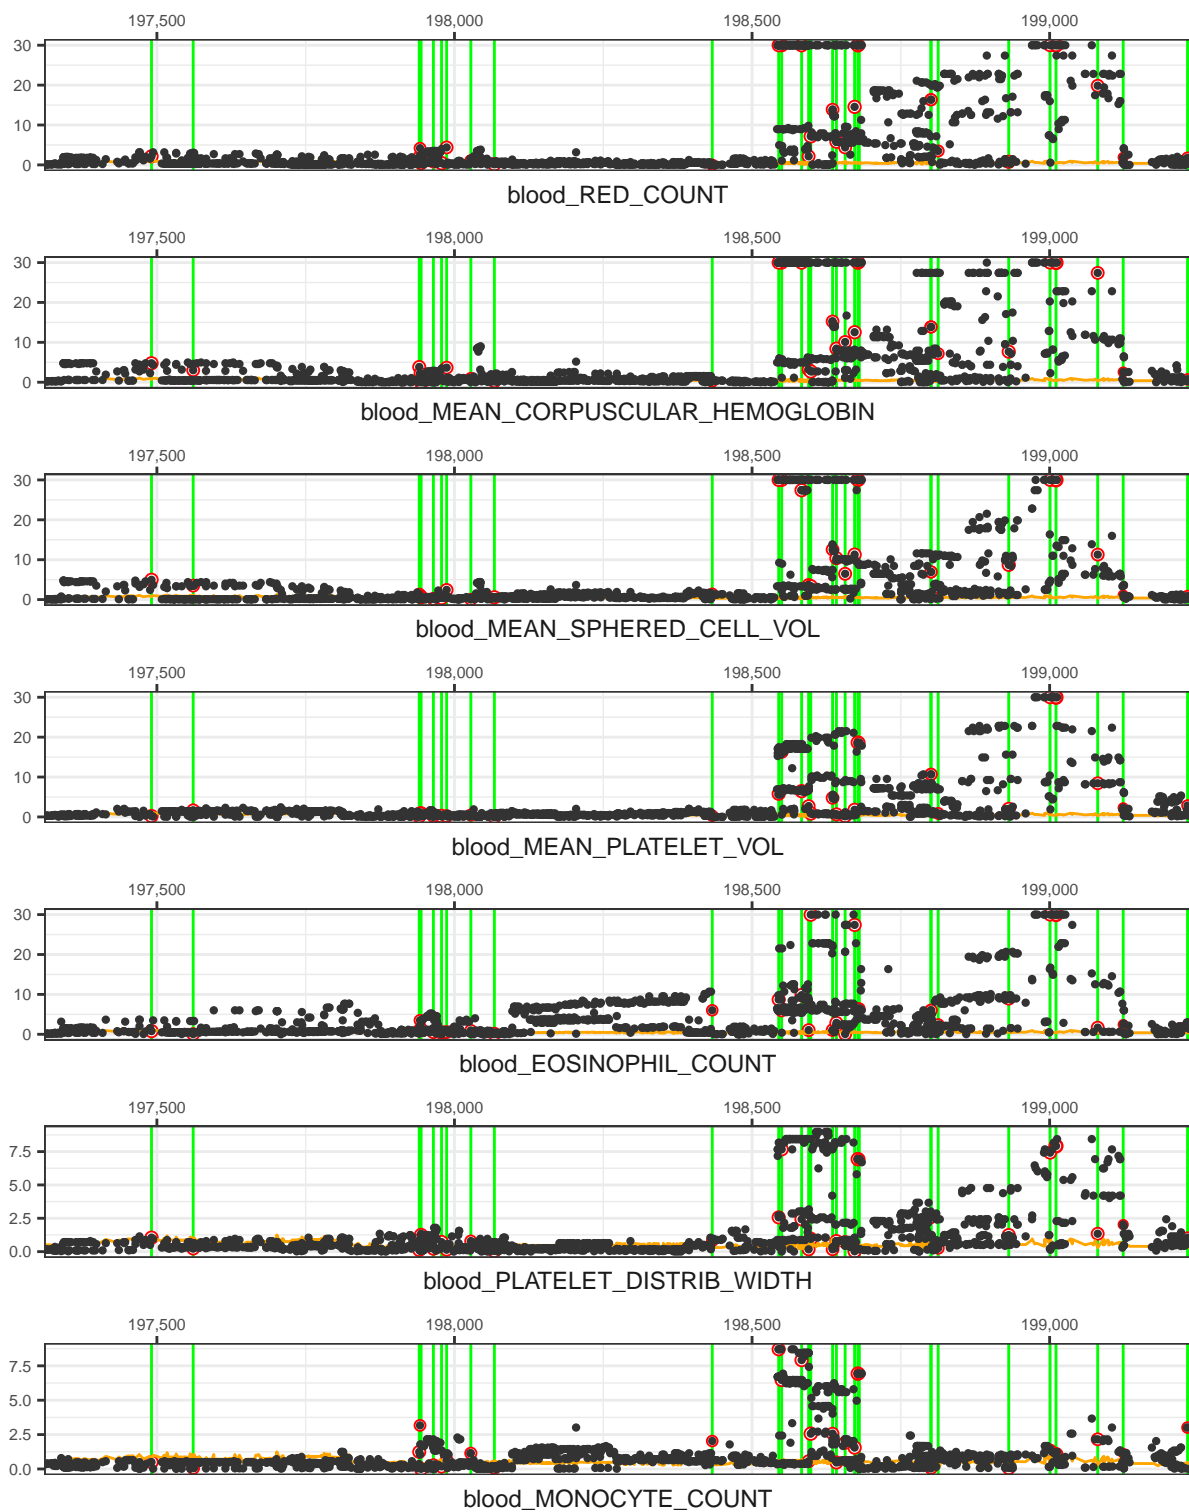 197,500 198,000 198,500 199,000
30
20
10
0
blood_RED_COUNT
197,500 198,000 198,500 199,000
30
20
10
0
blood_MEAN_CORPUSCULAR_HEMOGLOBIN
197,500 198,000 198,500 199,000
30
20
10
0
blood_MEAN_SPHERED_CELL_VOL
197,500 198,000 198,500 199,000
30
20
10
0
blood_MEAN_PLATELET_VOL
197,500 198,000 198,500 199,000
30
20
10
0
blood_EOSINOPHIL_COUNT
197,500 198,000 198,500 199,000
7.5
5.0
2.5
0.0
blood_PLATELET_DISTRIB_WIDTH
197,500 198,000 198,500 199,000
7.5
5.0
2.5
0.0
blood_MONOCYTE_COUNT